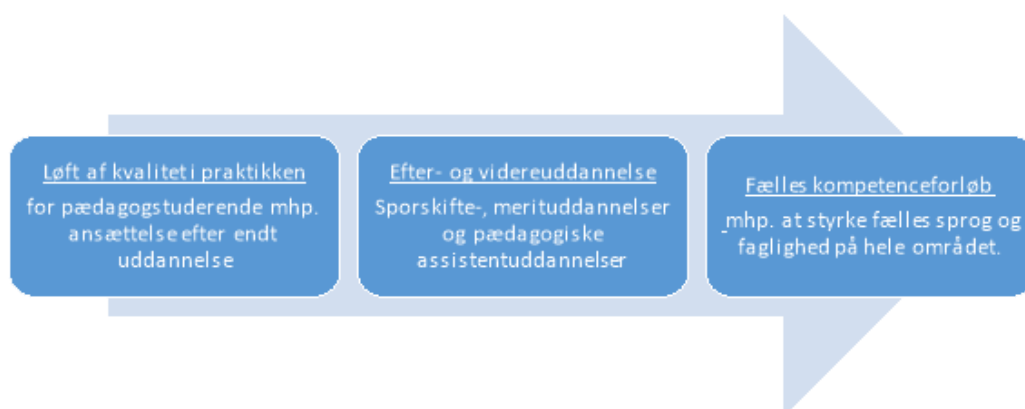 Løft af kvalitet i praktikken
for pædagogstuderende mhp.
ansættelse efter endt
uddannelse
Efter- og videreuddannelse
Sporskifte-, merituddannelser
og pædagogiske
assistentuddannelser
Fælles kompetenceforløb
mhp. at styrke fælles sprog og
faglighed på hele området.